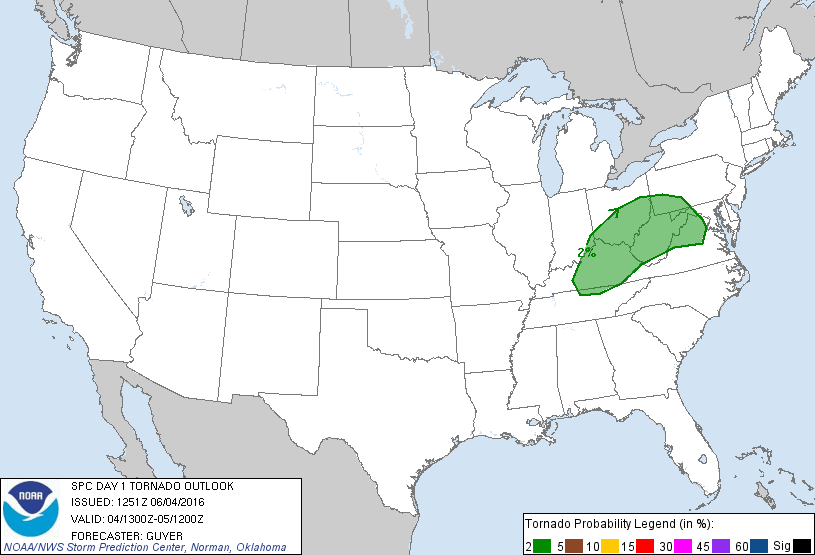 2%
NOAA
SPC DAY 1 TORNADO OUTLOOK
ISSUED: 1251Z 06/04/2016
VALID: 04/1300Z-05/1200Z
FORECASTER: GUYER
NOAA/NWS Storm Prediction Center, Norman, Oklahoma
Tornado Probability Legend (in %):
2 5 10 15 30 45 60 Sig